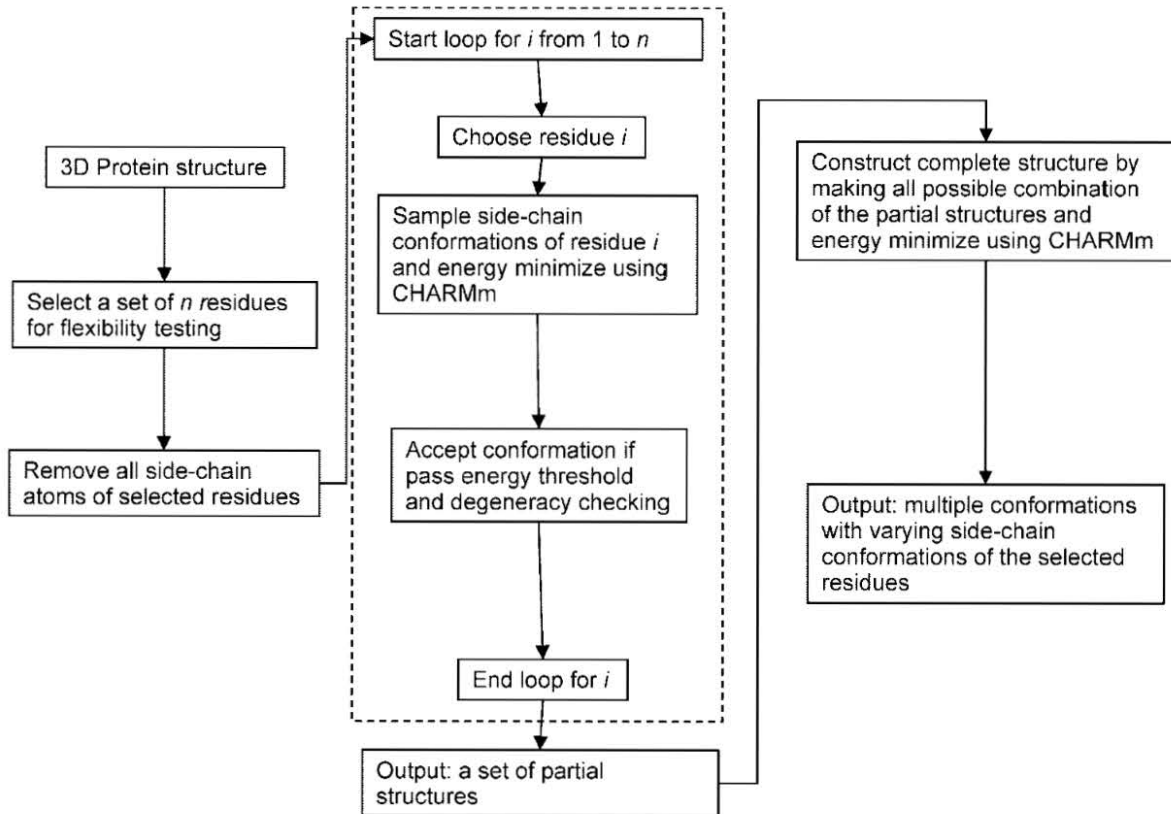 3D Protein structure
Select a set of n residues
for flexibility testing
Remove all side-chain
atoms of selected residues
Start loop for i from 1 to n
Choose residue i
Sample side-chain
conformations of residue i
and energy minimize using
CHARMm
Accept conformation if
pass energy threshold
and degeneracy checking
End loop for i
Output: a set of partial
structures
Construct complete structure by
making all possible combination
of the partial structures and
energy minimize using CHARMm
Output: multiple conformations
with varying side-chain
conformations of the selected
residues